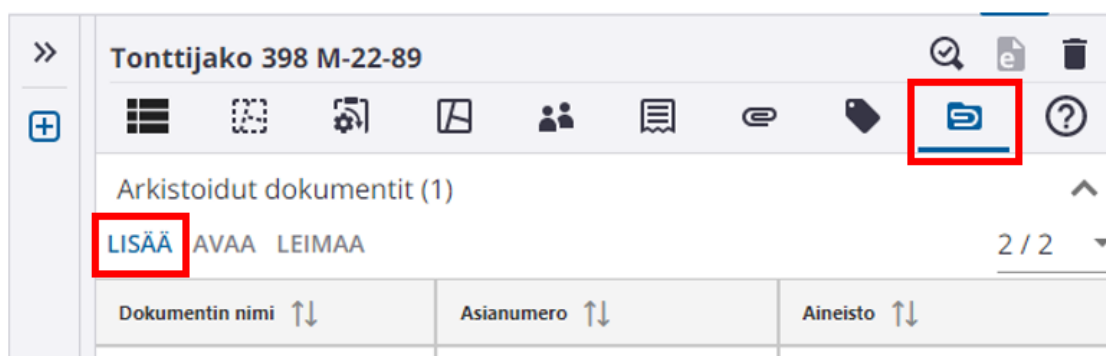 Tonttijako 398 M-22-89
Arkistoidut dokumentit (1)
LISÄÄ AVAA LEIMAA 2 / 2
Dokumentin nimi Asianumero Aineisto